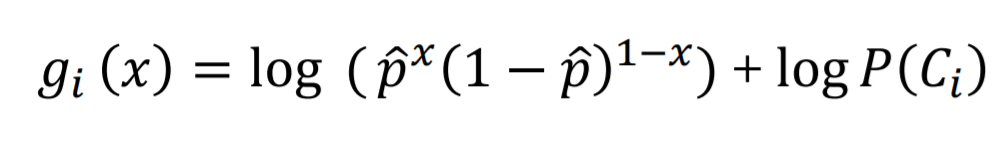 gᵢ (x) = log (p̂ˣ(1 − p̂)¹⁻ˣ) + log P(Cᵢ)